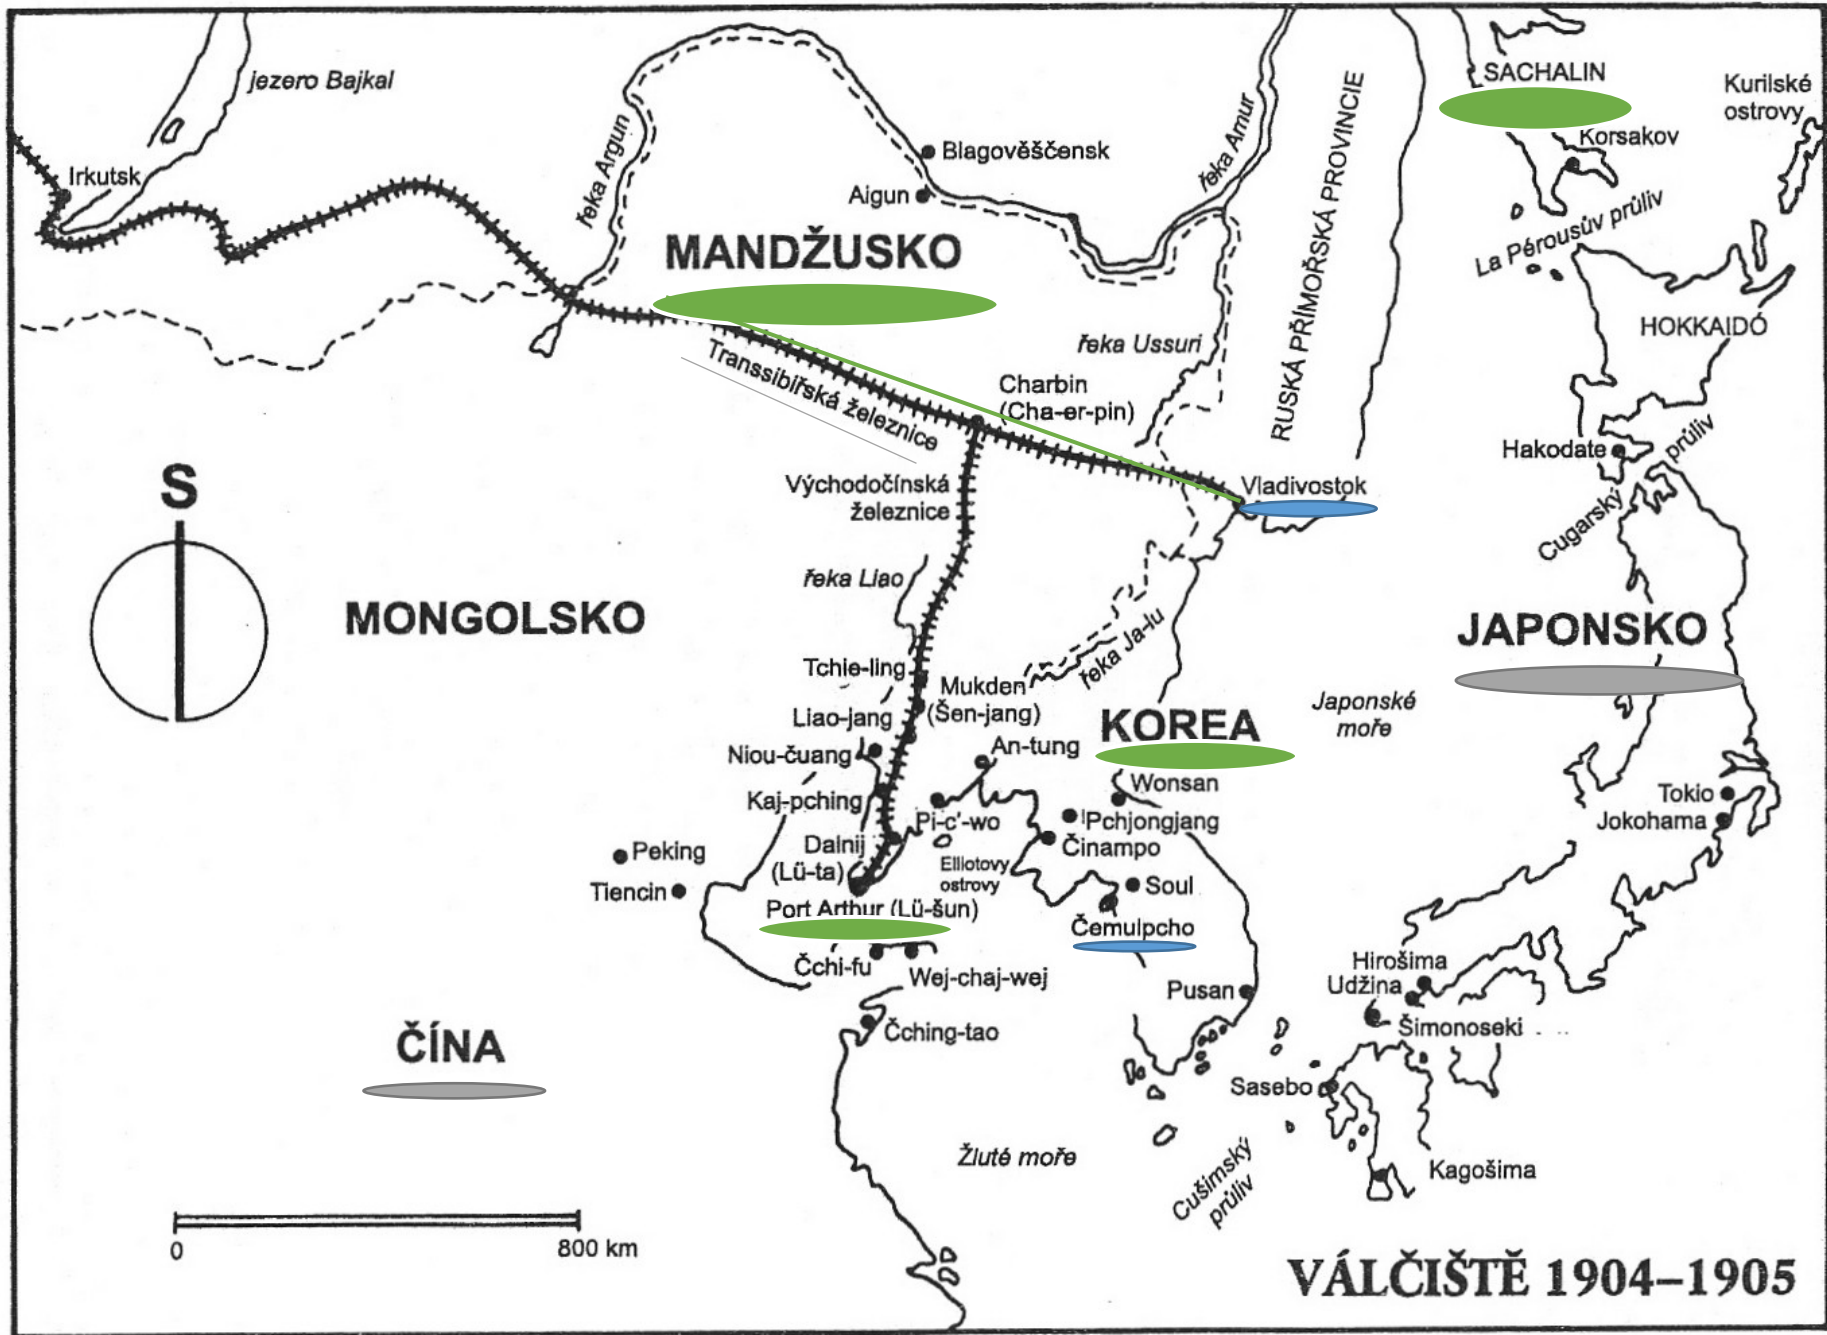 jezero Bajkal
Irkutsk
řeka Argun
Blagověščensk
Aigun
řeka Amur
RUSKÁ PŘÍMOŘSKÁ PROVINCIE
SACHALIN
Korsakov
Kurilské
ostrovy
La Pérousův průliv
MANDŽUSKO
HOKKAIDÓ
řeka Ussuri
Transsibiřská železnice
Charbin
(Cha-er-pin)
Hakodate
Cugarský
průliv
S
Východočínská
železnice
Vladivostok
řeka Liao
MONGOLSKO
řeka Ja-lu
JAPONSKO
Tchie-ling
Mukden
(Šen-jang)
Liao-jang
KOREA
Japonské
moře
Niou-čuang
An-tung
Wonsan
Kaj-pching
Pi-c'-wo
Pchjongjang
Tokio
Jokohama
Peking
Dalnij
(Lü-ta)
Elliotovy
ostrovy
Činampo
Tiencin
Soul
Port Arthur (Lü-šun)
Čemulpcho
Čchi-fu
Wej-chaj-wej
Pusan
Hirošima
Udžina
Šimonoseki
ČÍNA
Čching-tao
Sasebo
Žluté moře
Cušimský
průliv
Kagošima
0
800 km
VÁLČIŠTĚ 1904–1905